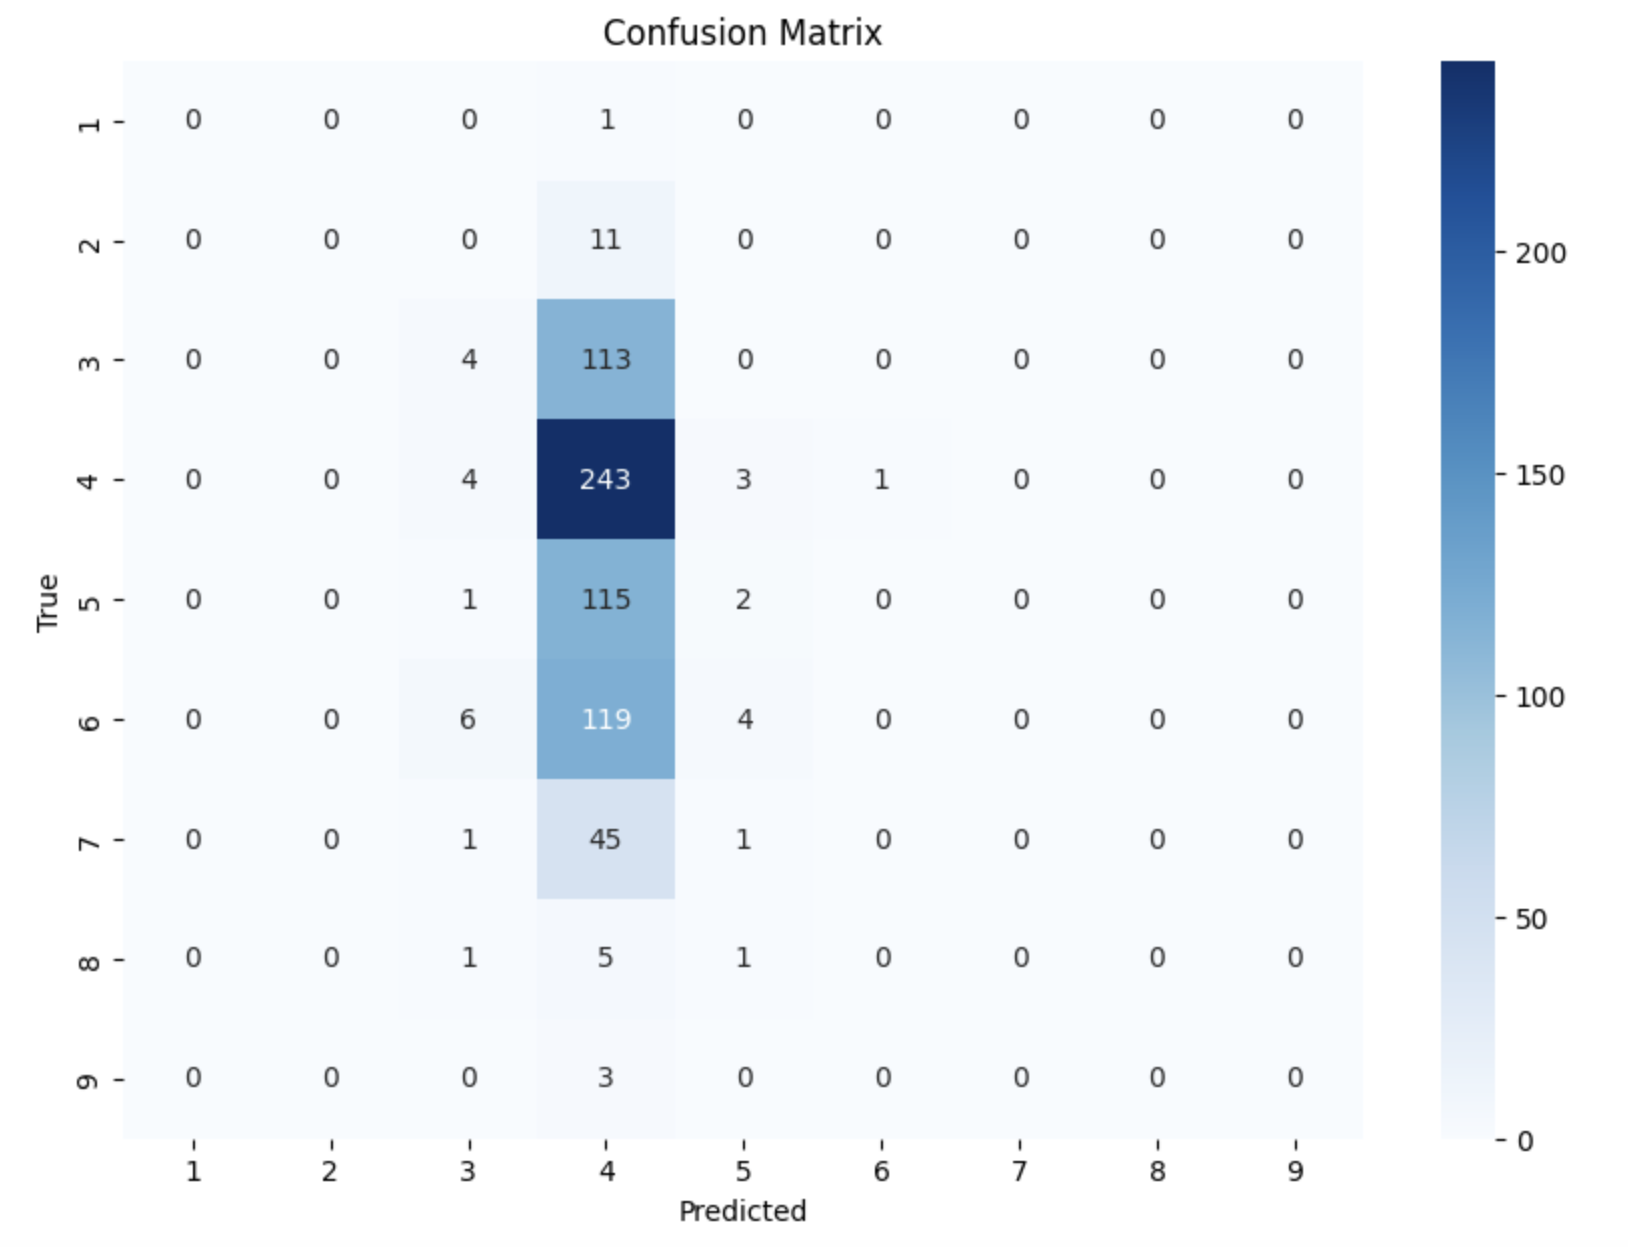 Confusion Matrix
1 0 0 0 1 0 0 0 0 0
2 0 0 0 11 0 0 0 0 0
200
3 0 0 4 113 0 0 0 0 0
4 0 0 4 243 3 1 0 0 0
150
True
5 0 0 1 115 2 0 0 0 0
100
6 0 0 6 119 4 0 0 0 0
7 0 0 1 45 1 0 0 0 0
50
8 0 0 1 5 1 0 0 0 0
9 0 0 0 3 0 0 0 0 0
0
1 2 3 4 5 6 7 8 9
Predicted